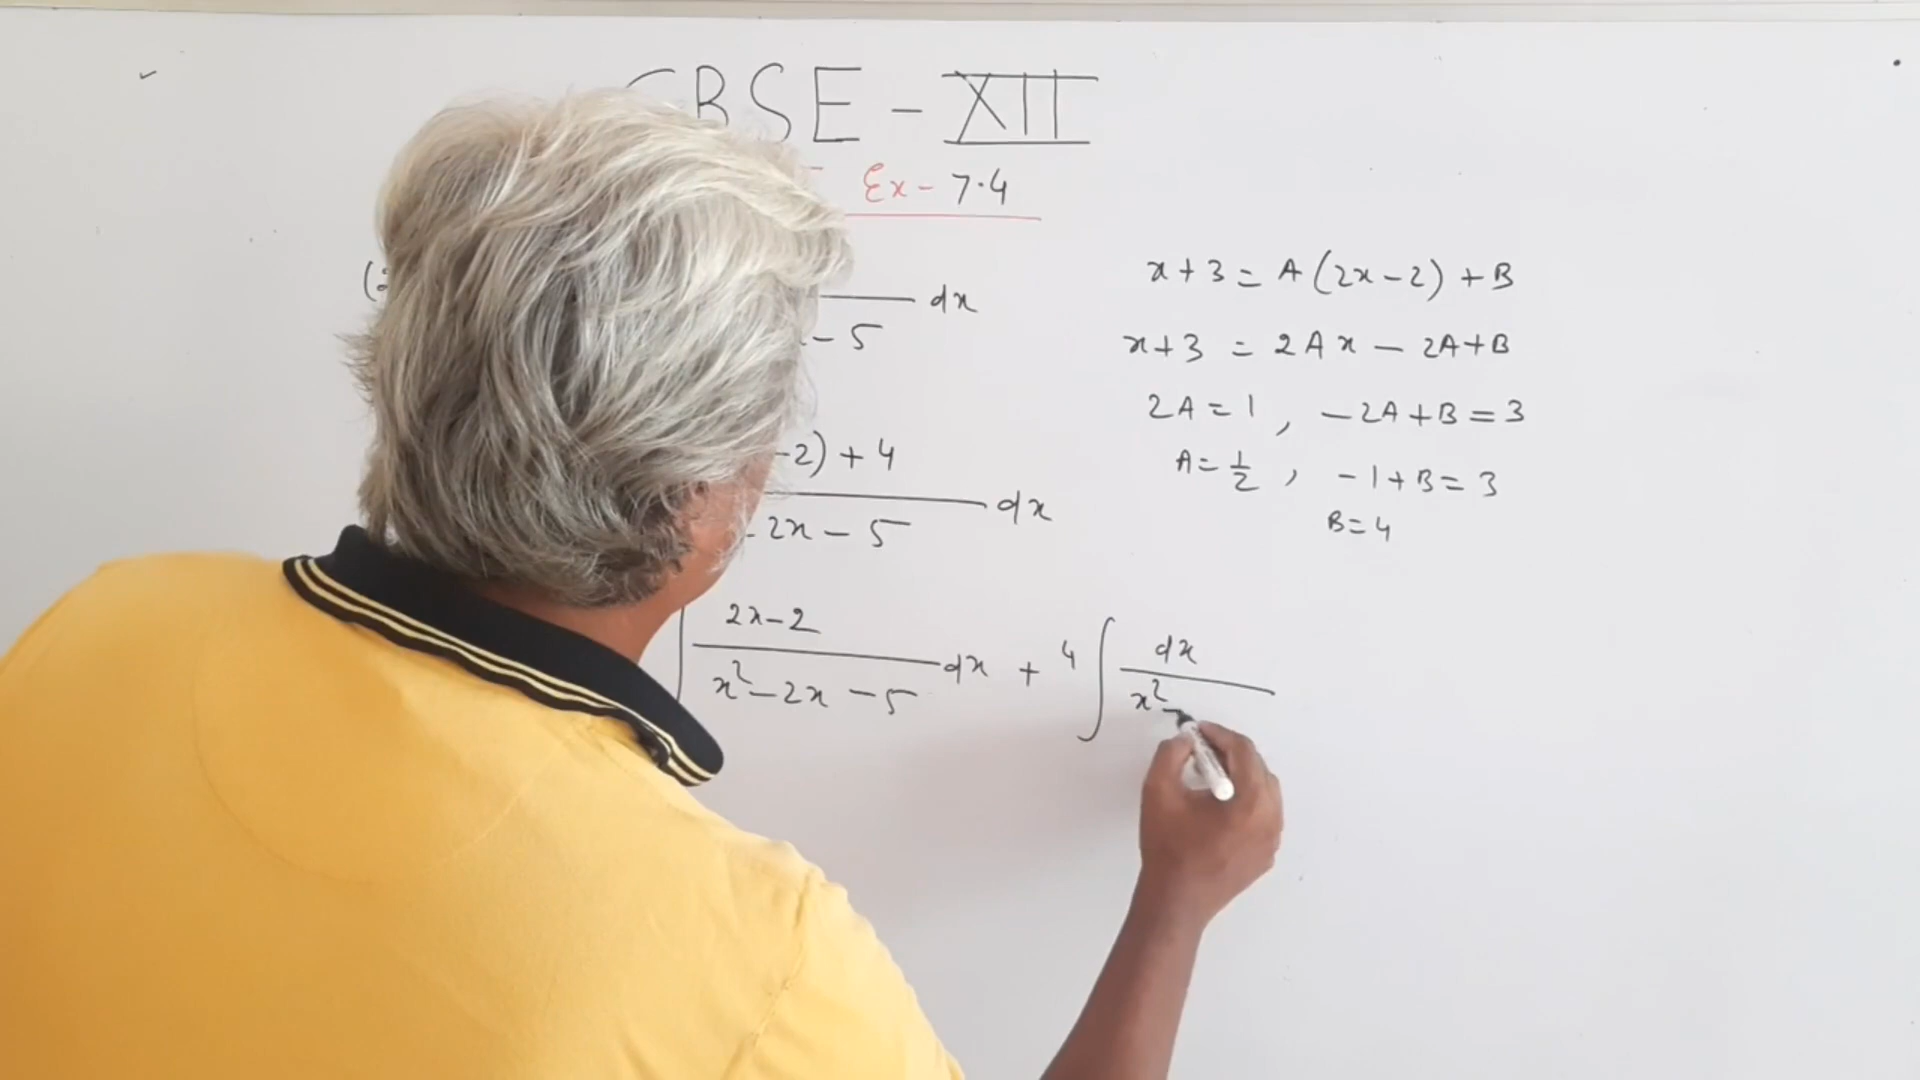 CBSE - XII
Ex - 7.4
dx
- 5
-2) + 4
- 2x - 5 dx
2x-2
x²-2x-5 dx + 4 ∫ dx
x²-
x+3 = A(2x-2) + B
x+3 = 2Ax - 2A+B
2A = 1 , -2A+B = 3
A = 1/2 , -1+B = 3
B = 4